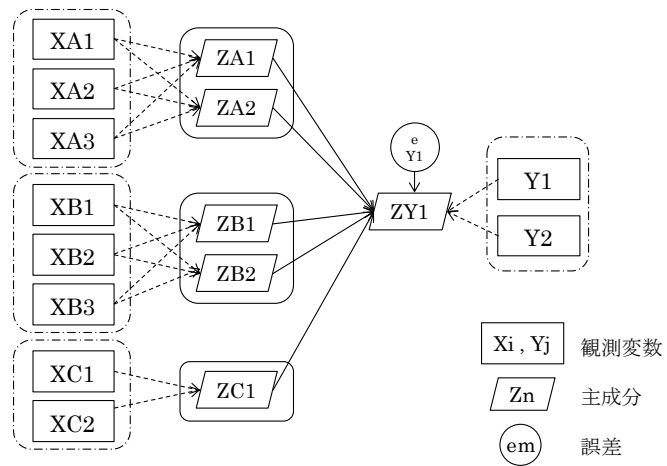 XA1
XA2
XA3
ZA1
ZA2
XB1
XB2
XB3
ZB1
ZB2
XC1
XC2
ZC1
e
Y1
ZY1
Y1
Y2
Xi , Yj 観測変数
Zn 主成分
em 誤差